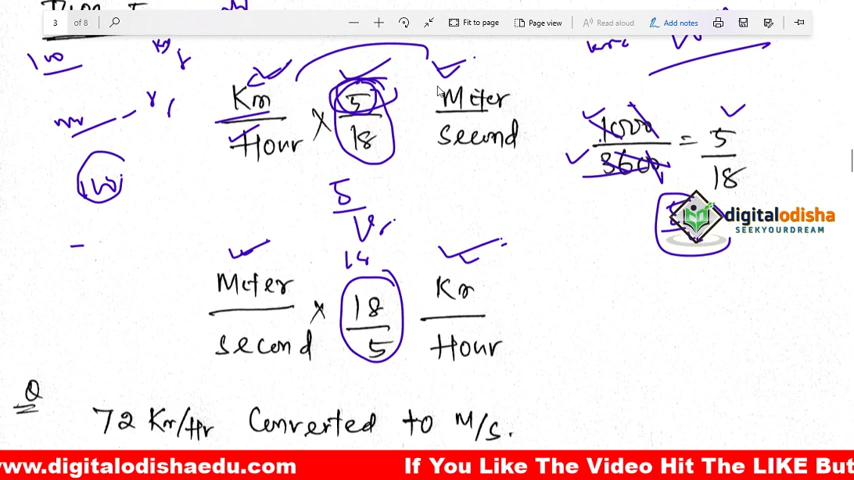 3 of 8 Fit to page Page view Read aloud Add notes
Km
Hour
×
5
18
Meter
second
1000
3600
=
5
18
digitalodisha
SEEKYOURDREAM
5
18
Meter
second
×
18
5
Km
Hour
Q
72 Km/Hr Converted to M/S.
www.digitalodishaedu.com If You Like The Video Hit The LIKE But